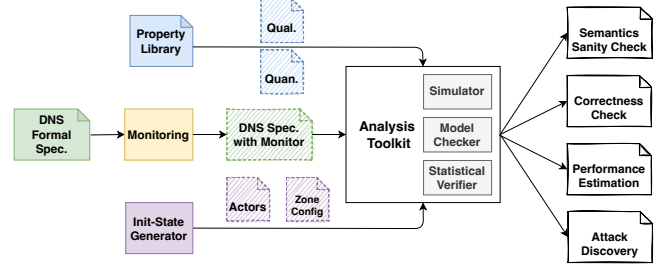 Property
Library
Qual.
Quan.
DNS
Formal
Spec.
Monitoring
DNS Spec.
with Monitor
Init-State
Generator
Actors
Zone
Config
Analysis
Toolkit
Simulator
Model
Checker
Statistical
Verifier
Semantics
Sanity Check
Correctness
Check
Performance
Estimation
Attack
Discovery